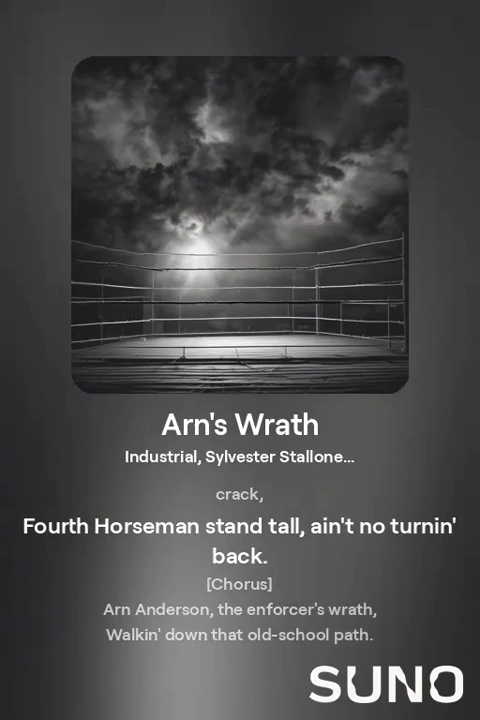 Arn's Wrath
Industrial, Sylvester Stallone...
crack,
Fourth Horseman stand tall, ain't no turnin'
back.
[Chorus]
Arn Anderson, the enforcer's wrath,
Walkin' down that old-school path.
SUNO